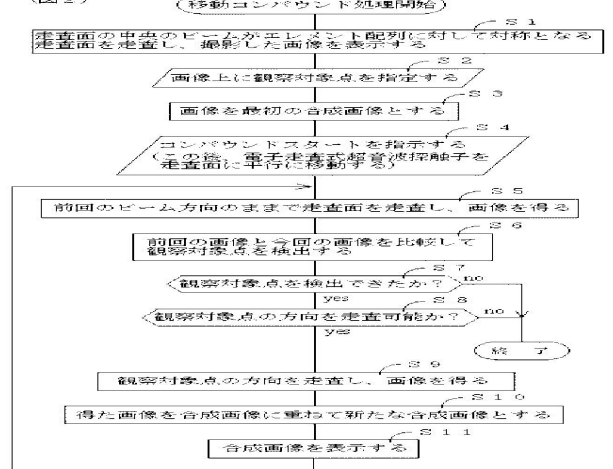 (図2)
移動コンパウンド処理開始
S1
走査面の中央のビームがエレメント配列に対して対称となる
走査面を走査し、撮影した画像を表示する
S2
画像上に観察対象点を指定する
S3
画像を最初の合成画像とする
S4
コンパウンドスタートを指示する
(この後、電子走査式超音波探触子を
走査面に平行に移動する)
S5
前回のビーム方向のままで走査面を走査し、画像を得る
S6
前回の画像と今回の画像を比較して
観察対象点を検出する
S7
観察対象点を検出できたか?
no
yes
S8
観察対象点の方向を走査可能か?
no
yes
終 了
S9
観察対象点の方向を走査し、画像を得る
S10
得た画像を合成画像に重ねて新たな合成画像とする
S11
合成画像を表示する